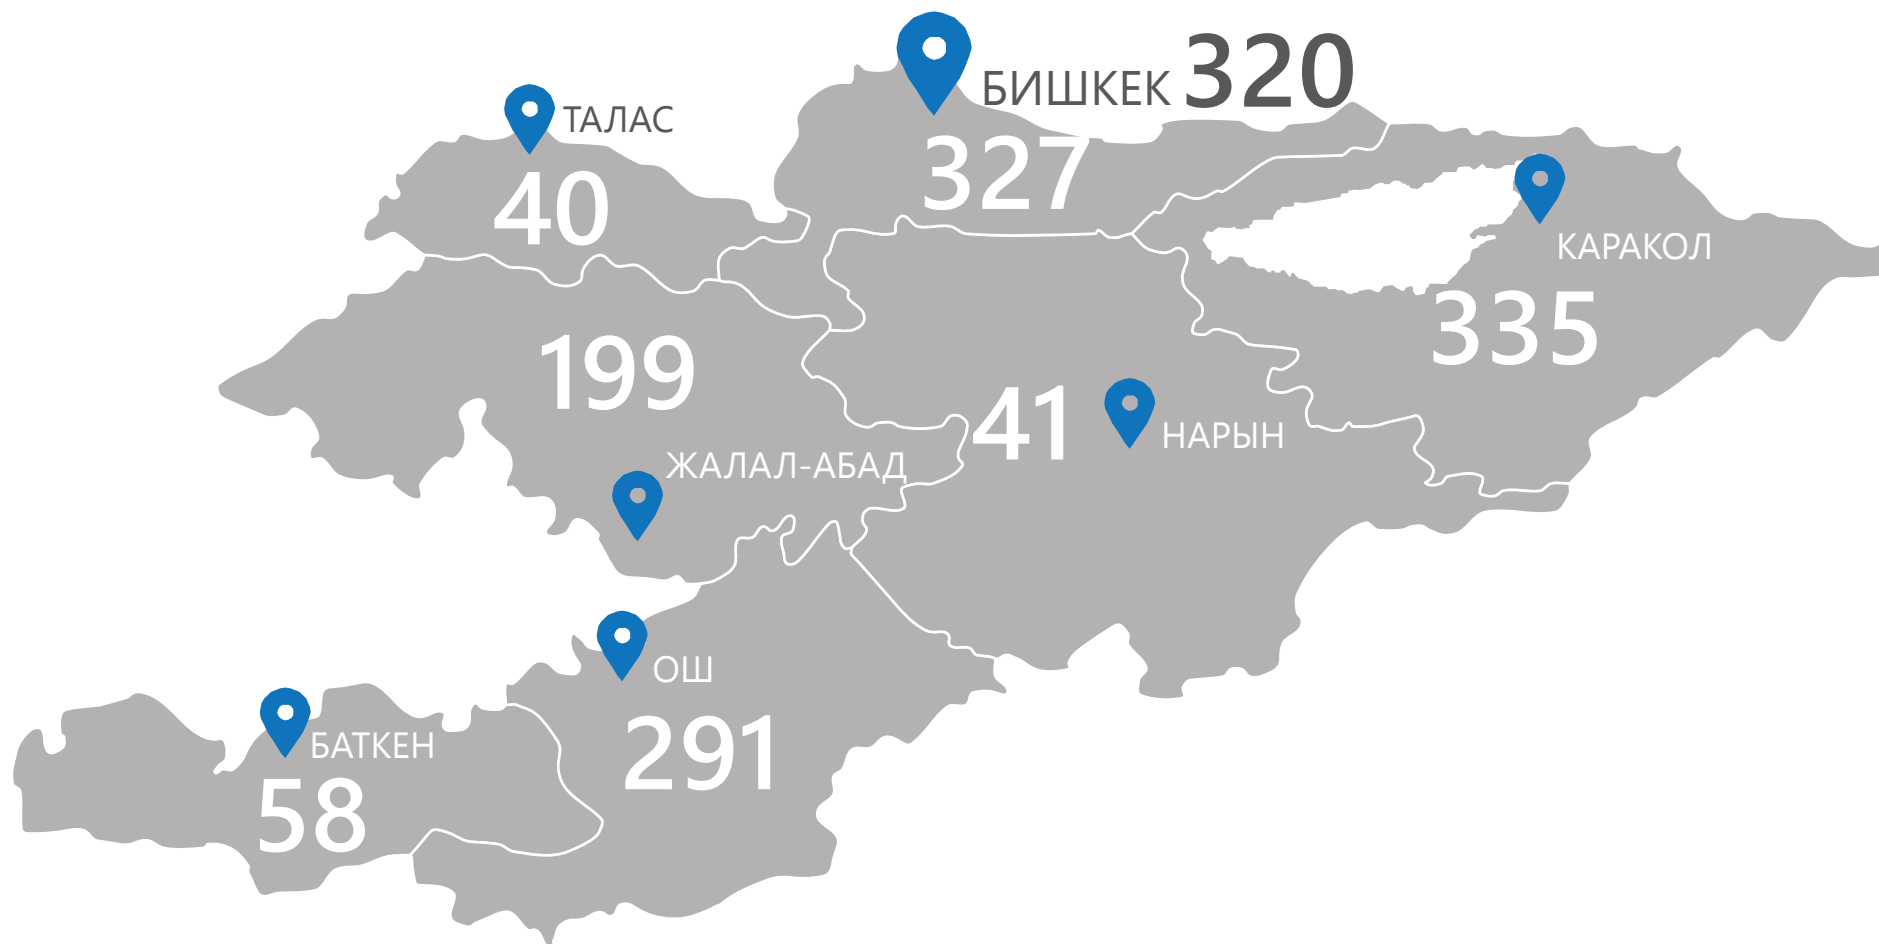 БИШКЕК 320
ТАЛАС
327
40
КАРАКОЛ
335
199
41
НАРЫН
ЖАЛАЛ-АБАД
ОШ
291
БАТКЕН
58